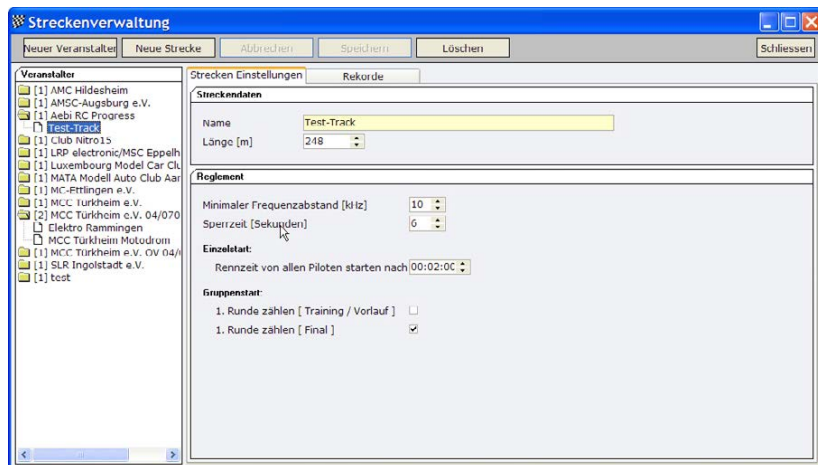 Streckenverwaltung
Neuer Veranstalter Neue Strecke Abbrechen Speichern Löschen Schliessen
Veranstalter
[1] AMC Hildesheim
[1] AMSC-Augsburg e.V.
[1] Aebi RC Progress
Test-Track
[1] Club Nitro15
[1] LRP electronic/MSC Eppelh
[1] Luxembourg Model Car Clu
[1] MATA Modell Auto Club Aar
[1] MC-Ettlingen e.V.
[1] MCC Türkheim e.V.
[2] MCC Türkheim e.V. 04/070
Elektro Rammingen
MCC Türkheim Motodrom
[1] MCC Türkheim e.V. OV 04/
[1] SLR Ingolstadt e.V.
[1] test
Strecken Einstellungen Rekorde
Streckendaten
Name Test-Track
Länge [m] 248
Reglement
Minimaler Frequenzabstand [kHz] 10
Sperrzeit [Sekunden] 6
Einzelstart:
Rennzeit von allen Piloten starten nach 00:02:00
Gruppenstart:
1. Runde zählen [ Training / Vorlauf ]
1. Runde zählen [ Final ]